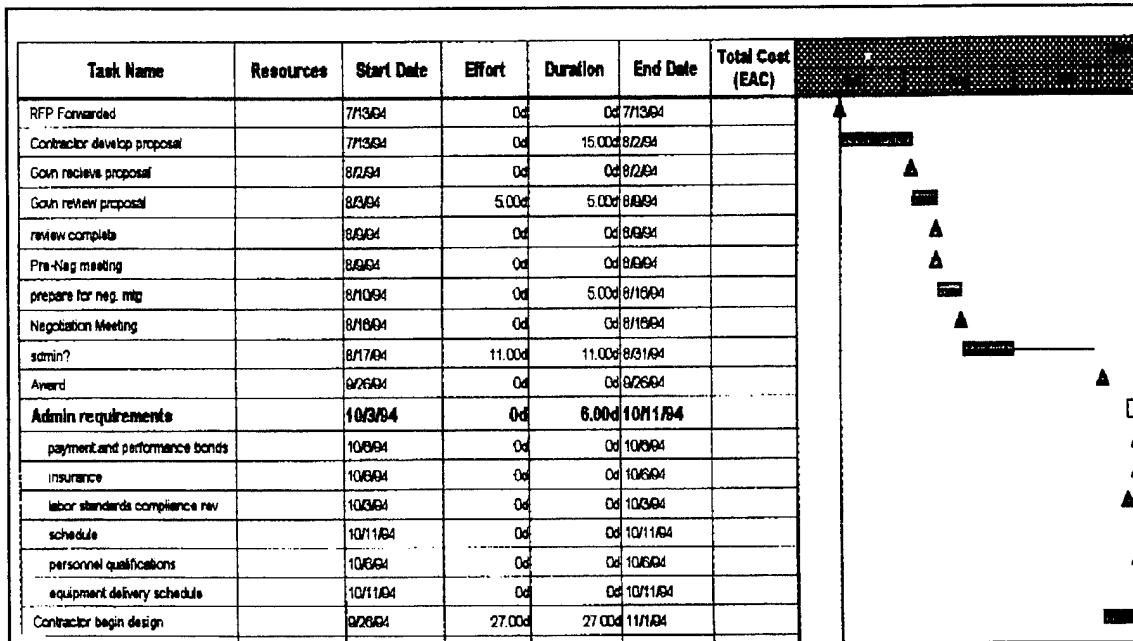 Task Name Resources Start Date Effort Duration End Date Total Cost (EAC)
RFP Forwarded 7/13/94 0d 0d 7/13/94
Contractor develop proposal 7/13/94 0d 15.00d 8/2/94
Govn recieve proposal 8/2/94 0d 0d 8/2/94
Govn review proposal 8/3/94 5.00d 5.00d 8/9/94
review complete 8/9/94 0d 0d 8/9/94
Pre-Neg meeting 8/9/94 0d 0d 8/9/94
prepare for neg. mtg 8/10/94 0d 5.00d 8/16/94
Negotiation Meeting 8/16/94 0d 0d 8/16/94
admin? 8/17/94 11.00d 11.00d 8/31/94
Award 9/26/94 0d 0d 9/26/94
Admin requirements 10/3/94 0d 6.00d 10/11/94
payment and performance bonds 10/6/94 0d 0d 10/6/94
insurance 10/6/94 0d 0d 10/6/94
labor standards compliance rev 10/3/94 0d 0d 10/3/94
schedule 10/11/94 0d 0d 10/11/94
personnel qualifications 10/6/94 0d 0d 10/6/94
equipment delivery schedule 10/11/94 0d 0d 10/11/94
Contractor begin design 9/26/94 27.00d 27.00d 11/1/94